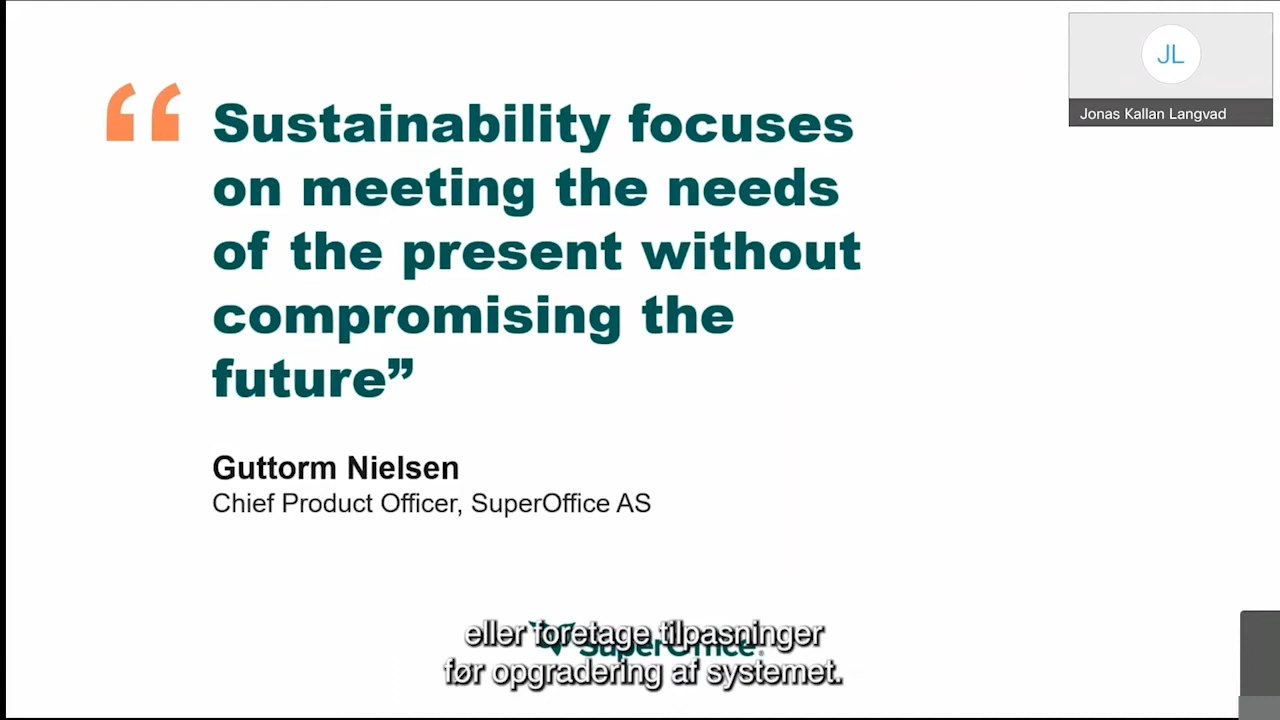 “ Sustainability focuses
on meeting the needs
of the present without
compromising the
future”
Guttorm Nielsen
Chief Product Officer, SuperOffice AS
JL
Jonas Kallan Langvad
SuperOffice®
eller foretage tilpasninger
før opgradering af systemet.